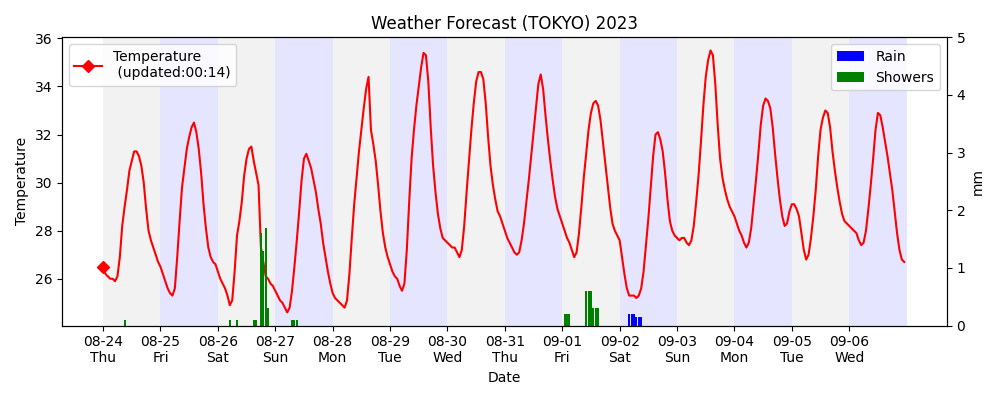 Weather Forecast (TOKYO) 2023
Temperature
(updated:00:14)
Rain
Showers
Temperature
36
34
32
30
28
26
5
4
3
2
1
0
mm
08-24 08-25 08-26 08-27 08-28 08-29 08-30 08-31 09-01 09-02 09-03 09-04 09-05 09-06
Thu Fri Sat Sun Mon Tue Wed Thu Fri Sat Sun Mon Tue Wed
Date